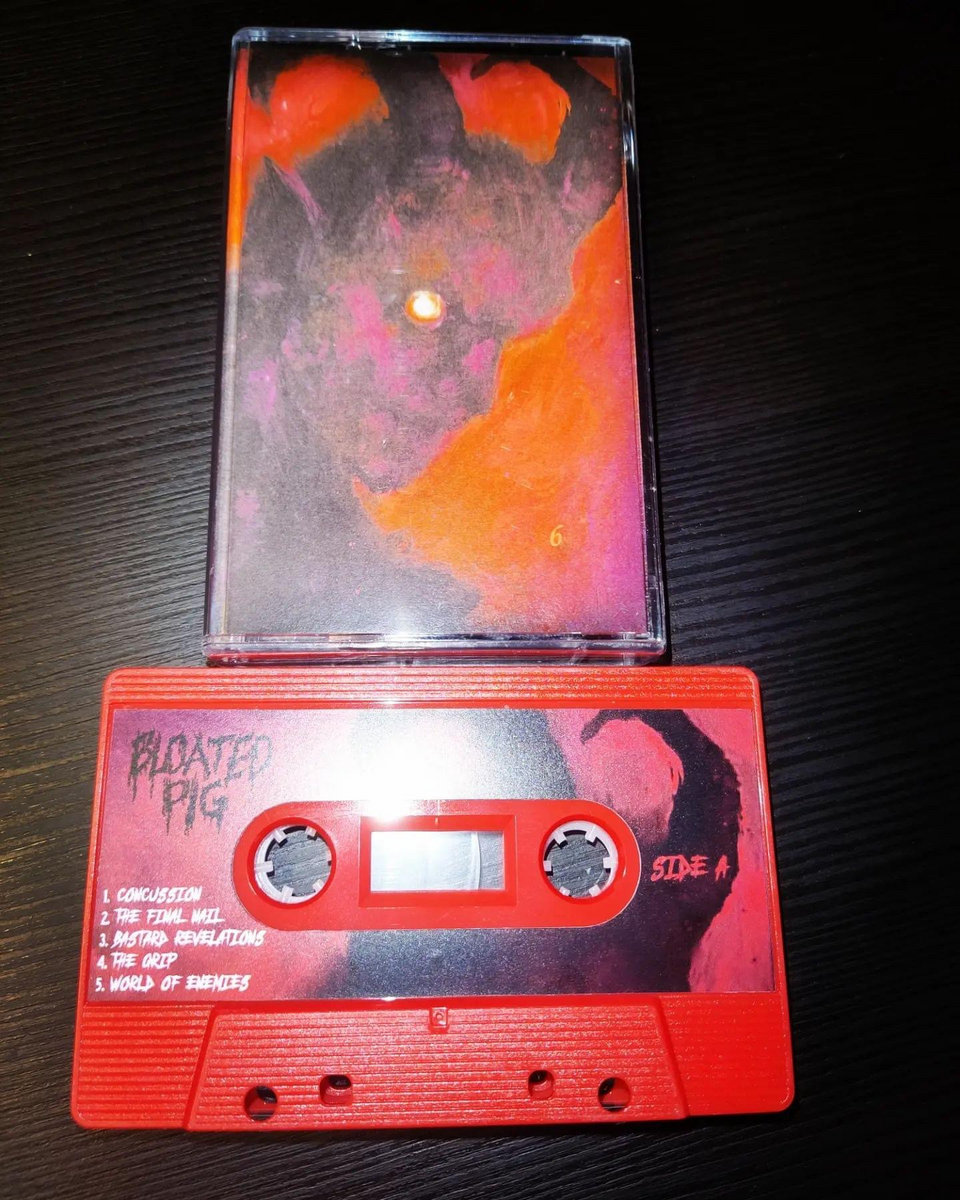 6
BLOATED
PIG
SIDE A
1. CONCUSSION
2. THE FINAL NAIL
3. BASTARD REVELATIONS
4. THE GRIP
5. WORLD OF ENEMIES